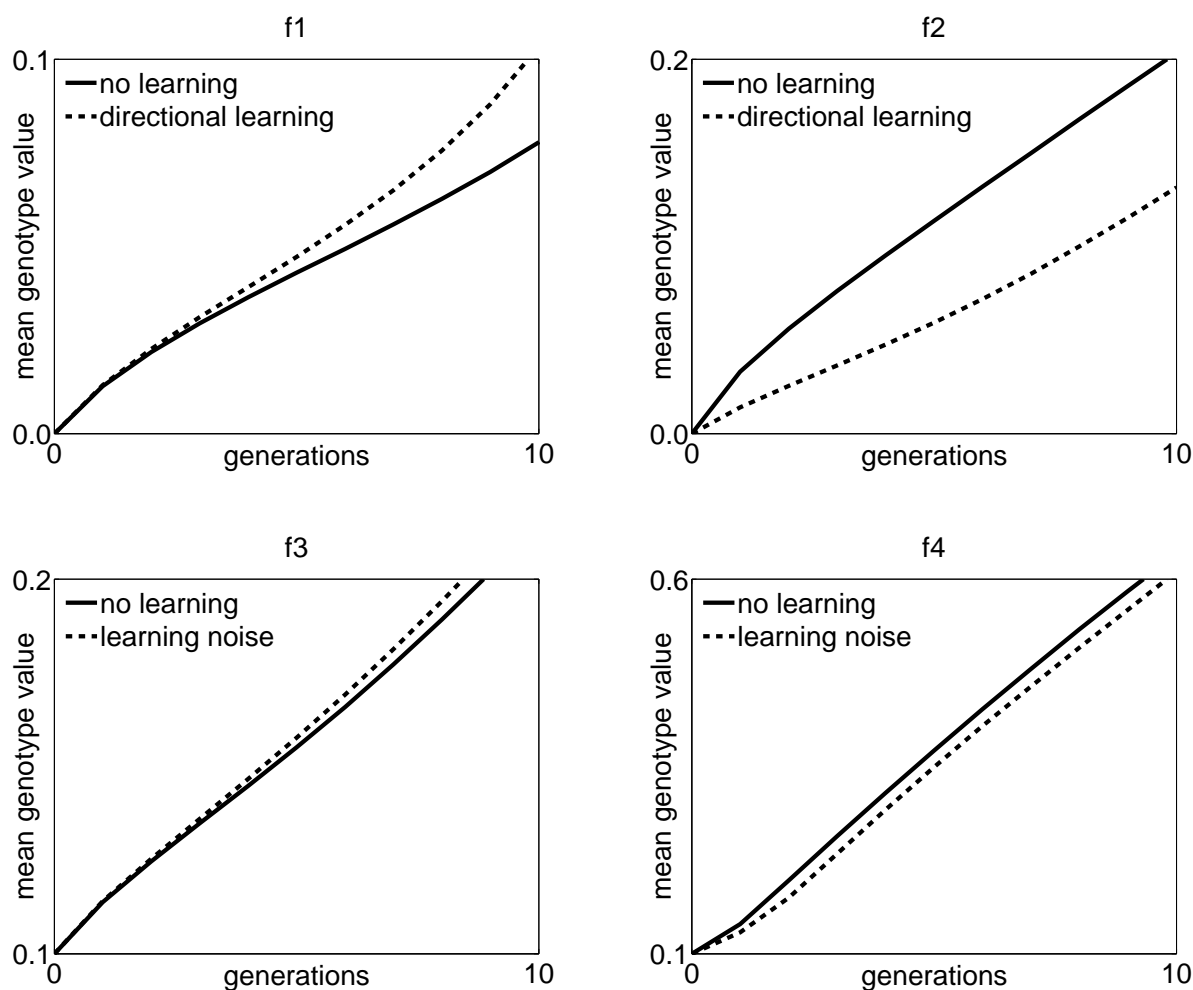 f1
0.1
no learning
directional learning
mean genotype value
0.0
0
generations
10
f2
0.2
no learning
directional learning
mean genotype value
0.0
0
generations
10
f3
0.2
no learning
learning noise
mean genotype value
0.1
0
generations
10
f4
0.6
no learning
learning noise
mean genotype value
0.1
0
generations
10